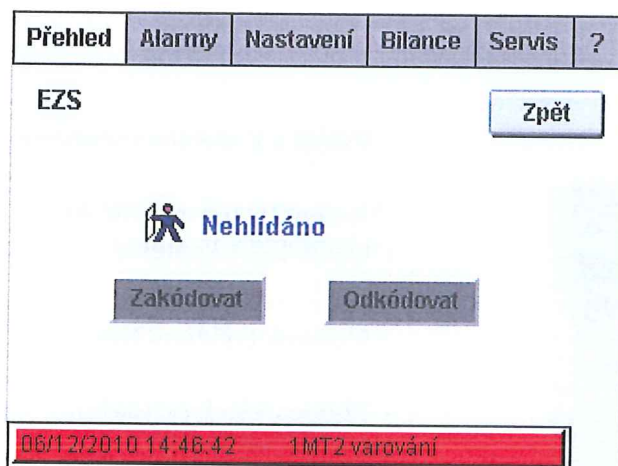 Přehled Alarmy Nastavení Bilance Servis ?
EZS
Zpět
Nehlídáno
Zakódovat Odkódovat
06/12/2010 14:46:42 1MT2 varování